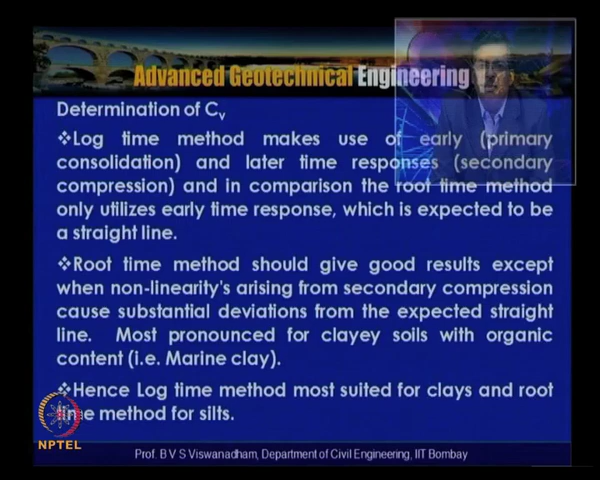 Advanced Geotechnical Engineering
Determination of Cv
❖Log time method makes use of early (primary
consolidation) and later time responses (secondary
compression) and in comparison the root time method
only utilizes early time response, which is expected to be
a straight line.
❖Root time method should give good results except
when non-linearity's arising from secondary compression
cause substantial deviations from the expected straight
line. Most pronounced for clayey soils with organic
content (i.e. Marine clay).
❖Hence Log time method most suited for clays and root
time method for silts.
NPTEL
Prof. B V S Viswanadham, Department of Civil Engineering, IIT Bombay